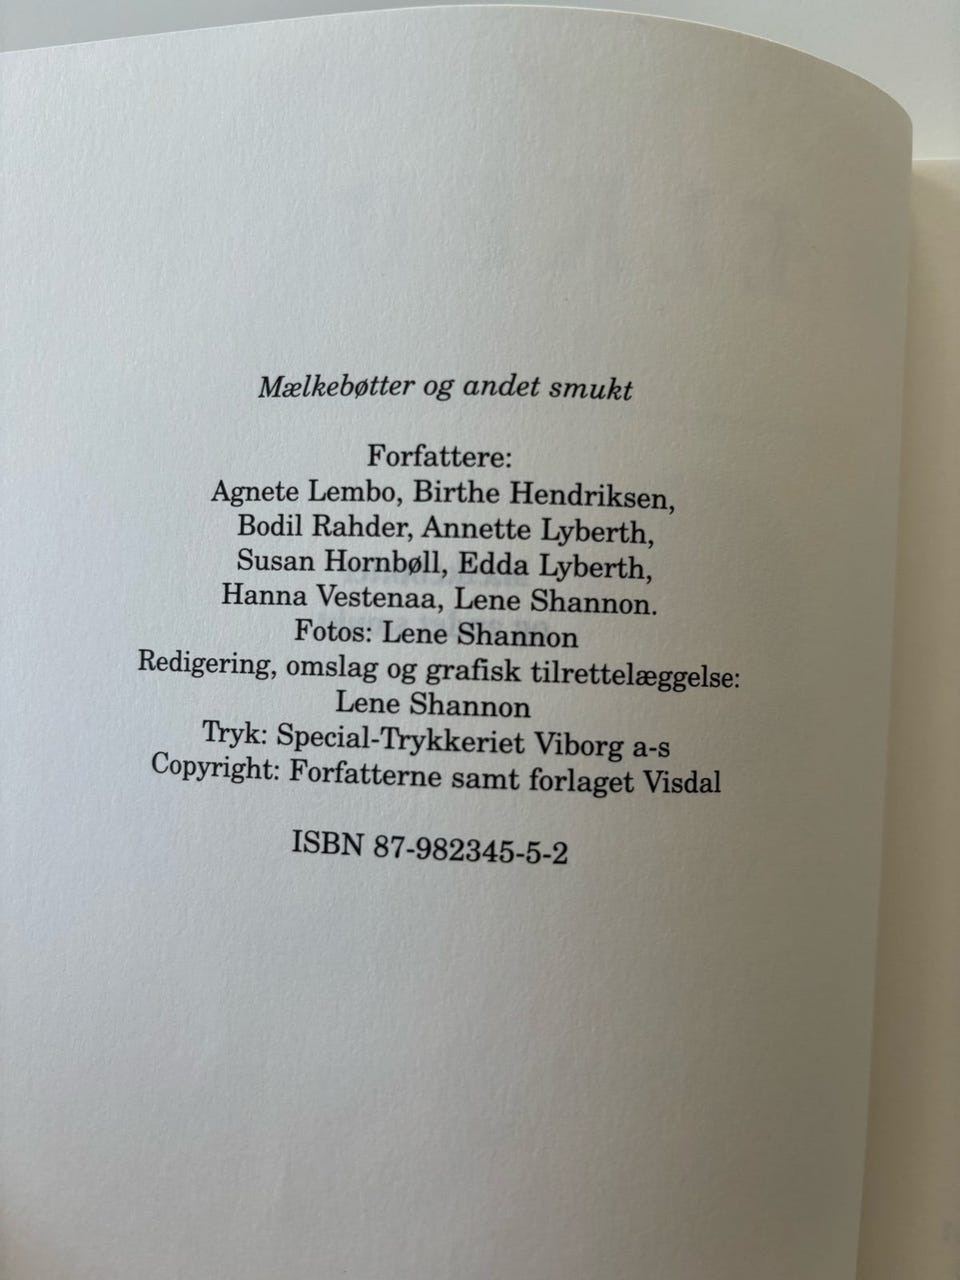 Mælkebøtter og andet smukt
Forfattere:
Agnete Lembo, Birthe Hendriksen,
Bodil Rahder, Annette Lyberth,
Susan Hornbøll, Edda Lyberth,
Hanna Vestenaa, Lene Shannon.
Fotos: Lene Shannon
Redigering, omslag og grafisk tilrettelæggelse:
Lene Shannon
Tryk: Special-Trykkeriet Viborg a-s
Copyright: Forfatterne samt forlaget Visdal
ISBN 87-982345-5-2